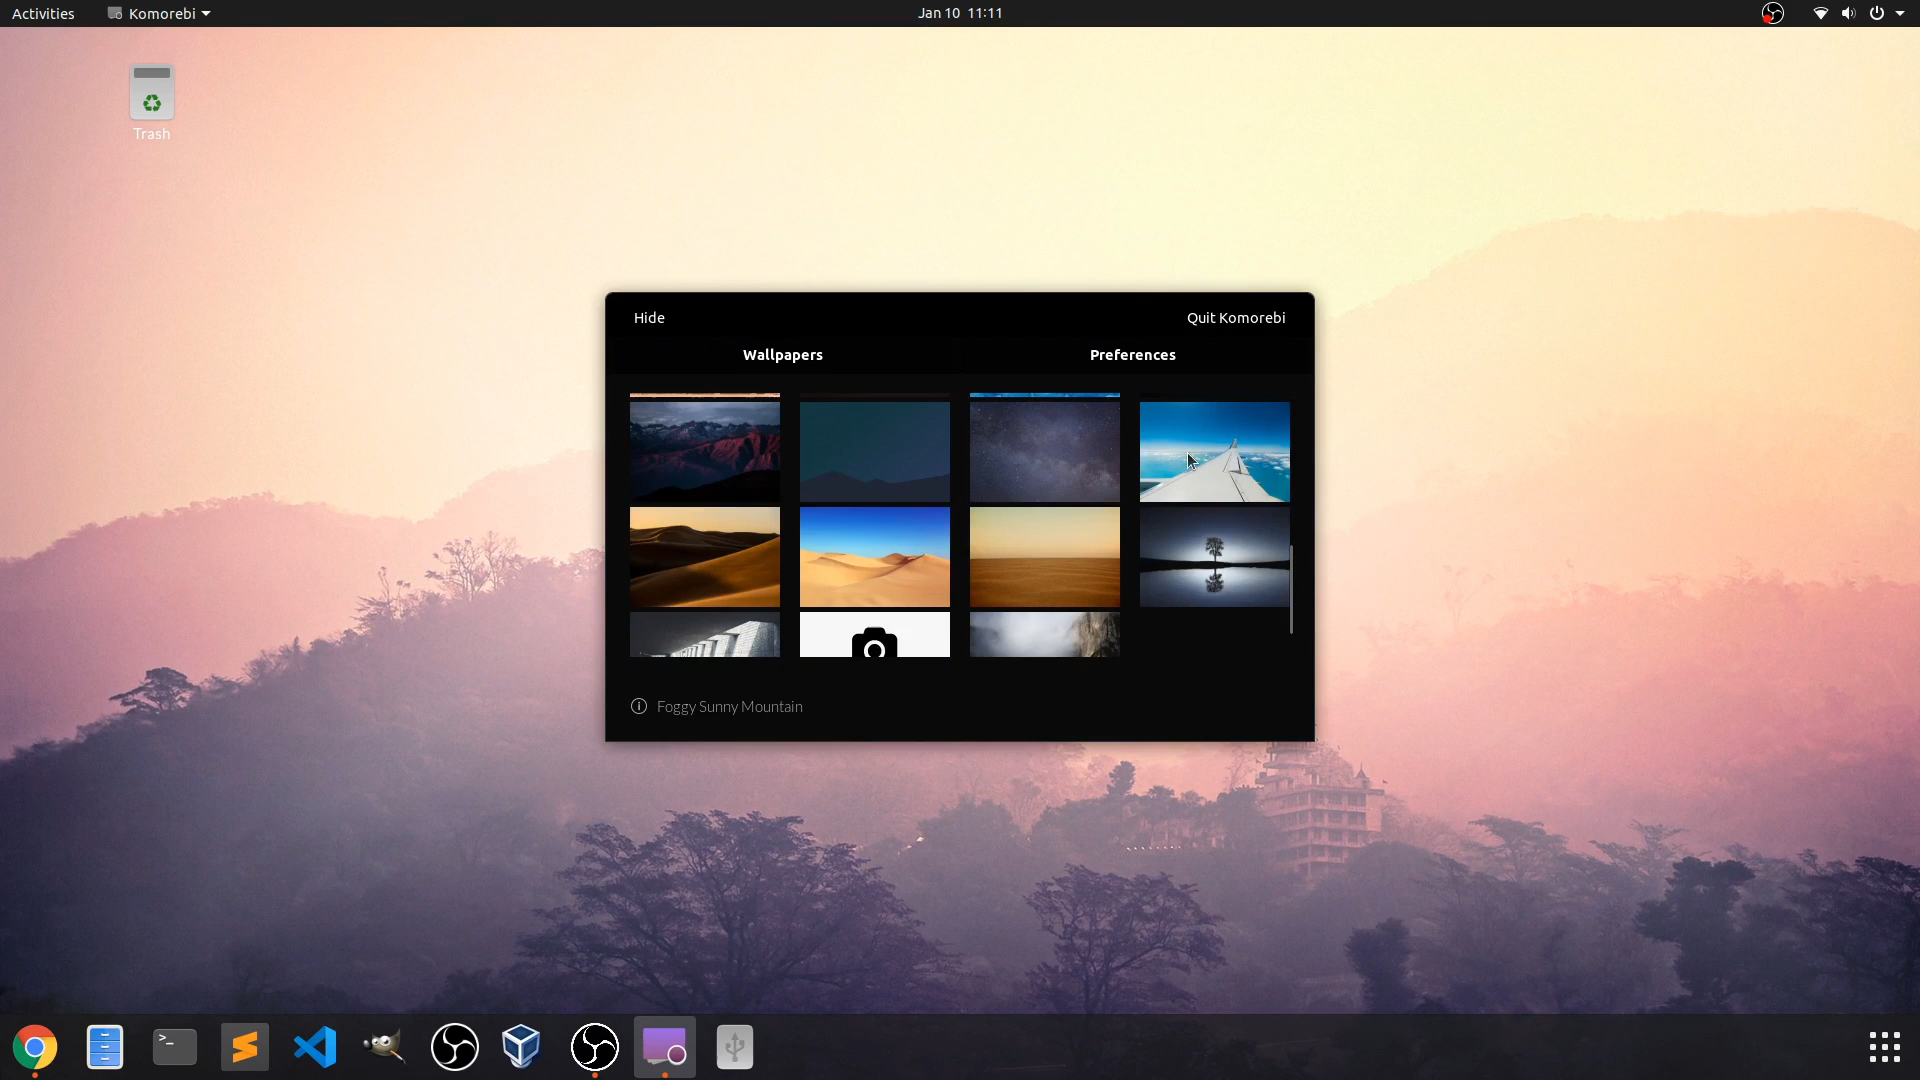 Activities
Komorebi
Jan 10 11:11
Trash
Hide
Quit Komorebi
Wallpapers
Preferences
Foggy Sunny Mountain
>_